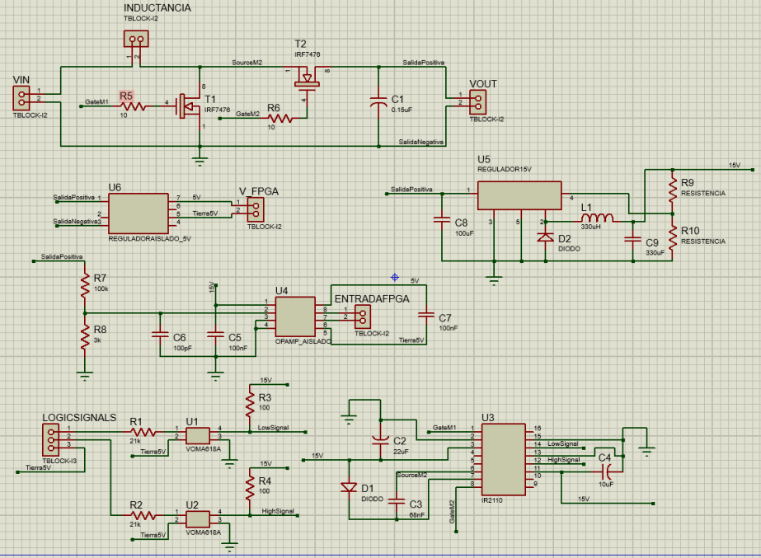 INDUCTANCIA
TBLOCK-I2
T2
IRF7476
VIN
TBLOCK-I2
1
2
SourceM2
SalidaPositiva
VOUT
TBLOCK-I2
GateM1
R5
10
T1
IRF7476
GateM2
R6
10
C1
0.15uF
SalidaNegativa
U5
REGULADOR15V
15V
SalidaPositiva
C8
100uF
L1
330uH
D2
DIODO
C9
330uF
R9
RESISTENCIA
R10
RESISTENCIA
U6
SalidaPositiva
SalidaNegativa
5V
Tierra5V
REGULADORAISLADO_5V
V_FPGA
TBLOCK-I2
SalidaPositiva
R7
100k
R8
3k
C6
100pF
15V
C5
100nF
U4
OPAMP_AISLADO
5V
ENTRADAFPGA
TBLOCK-I2
C7
100nF
Tierra5V
LOGICSIGNALS
TBLOCK-I3
Tierra5V
R1
21k
Tierra5V
U1
VOMA618A
15V
R3
100
LowSignal
R2
21k
Tierra5V
U2
VOMA618A
15V
R4
100
HighSignal
C2
22uF
15V
D1
DIODO
SourceM2
C3
68nF
GateM1
GateM2
U3
IR2110
LowSignal
HighSignal
C4
10uF
15V